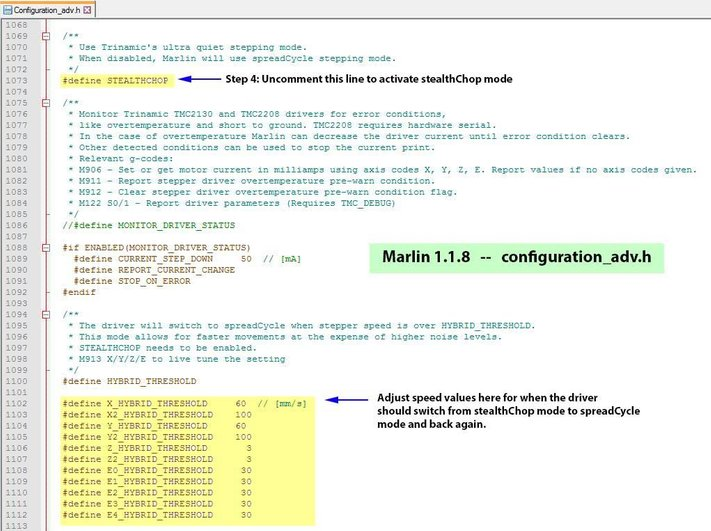 Configuration_adv.h
1068
1069 /**
1070 * Use Trinamic's ultra quiet stepping mode.
1071 * When disabled, Marlin will use spreadCycle stepping mode.
1072 */
1073 #define STEALTHCHOP Step 4: Uncomment this line to activate stealthChop mode
1074
1075 /**
1076 * Monitor Trinamic TMC2130 and TMC2208 drivers for error conditions,
1077 * like overtemperature and short to ground. TMC2208 requires hardware serial.
1078 * In the case of overtemperature Marlin can decrease the driver current until error condition clears.
1079 * Other detected conditions can be used to stop the current print.
1080 * Relevant g-codes:
1081 * M906 - Set or get motor current in milliamps using axis codes X, Y, Z, E. Report values if no axis codes given.
1082 * M911 - Report stepper driver overtemperature pre-warn condition.
1083 * M912 - Clear stepper driver overtemperature pre-warn condition flag.
1084 * M122 S0/1 - Report driver parameters (Requires TMC_DEBUG)
1085 */
1086 //#define MONITOR_DRIVER_STATUS
1087
1088 #if ENABLED(MONITOR_DRIVER_STATUS)
1089 #define CURRENT_STEP_DOWN 50 // [mA]
1090 #define REPORT_CURRENT_CHANGE
1091 #define STOP_ON_ERROR
1092 #endif
Marlin 1.1.8 -- configuration_adv.h
1093
1094 /**
1095 * The driver will switch to spreadCycle when stepper speed is over HYBRID_THRESHOLD.
1096 * This mode allows for faster movements at the expense of higher noise levels.
1097 * STEALTHCHOP needs to be enabled.
1098 * M913 X/Y/Z/E to live tune the setting
1099 */
1100 #define HYBRID_THRESHOLD
1101
1102 #define X_HYBRID_THRESHOLD 60 // [mm/s]
1103 #define X2_HYBRID_THRESHOLD 100
1104 #define Y_HYBRID_THRESHOLD 60
1105 #define Y2_HYBRID_THRESHOLD 100
1106 #define Z_HYBRID_THRESHOLD 3
1107 #define Z2_HYBRID_THRESHOLD 3
1108 #define E0_HYBRID_THRESHOLD 30
1109 #define E1_HYBRID_THRESHOLD 30
1110 #define E2_HYBRID_THRESHOLD 30
1111 #define E3_HYBRID_THRESHOLD 30
1112 #define E4_HYBRID_THRESHOLD 30
1113
Adjust speed values here for when the driver
should switch from stealthChop mode to spreadCycle
mode and back again.